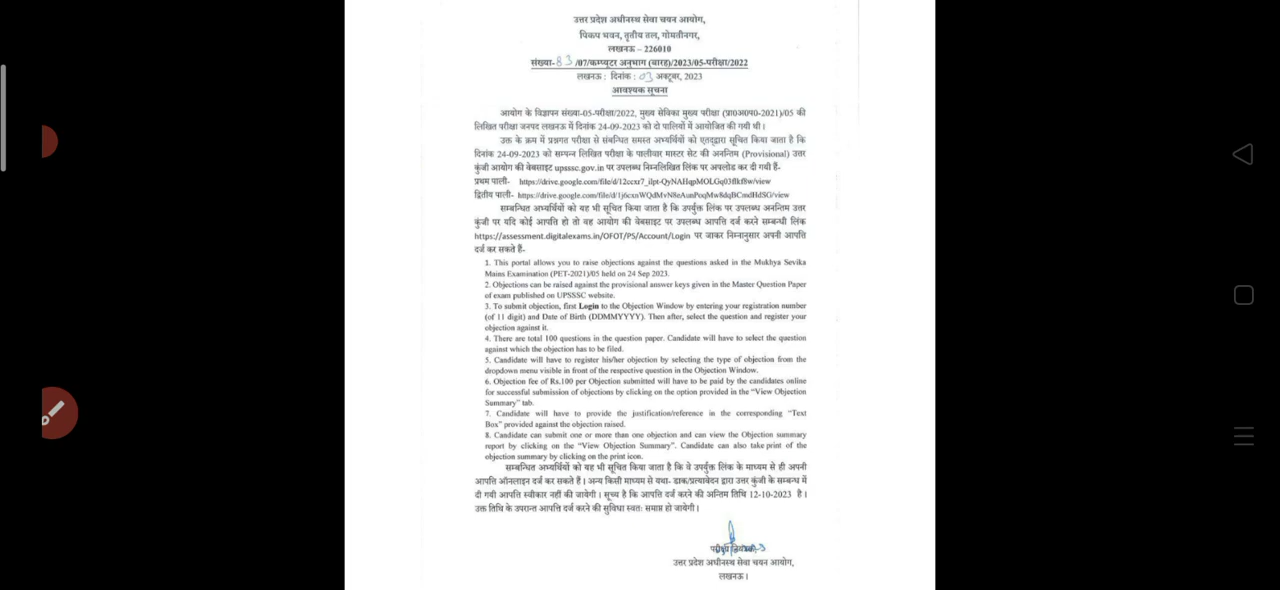 उत्तर प्रदेश अधीनस्थ सेवा चयन आयोग,
पिकप भवन, तृतीय तल, गोमतीनगर,
लखनऊ – 226010
संख्या- 83 /07/कम्प्यूटर अनुभाग (बारह)/2023/05-परीक्षा/2022
लखनऊ : दिनांक : 03 अक्टूबर, 2023
आवश्यक सूचना
आयोग के विज्ञापन संख्या-05-परीक्षा/2022, मुख्य सेविका मुख्य परीक्षा (प्रा०अ०प०-2021)/05 की
लिखित परीक्षा जनपद लखनऊ में दिनांक 24-09-2023 को दो पालियों में आयोजित की गयी थी।
उक्त के क्रम में प्रश्नगत परीक्षा से संबन्धित समस्त अभ्यर्थियों को एतद्द्वारा सूचित किया जाता है कि
दिनांक 24-09-2023 को सम्पन्न लिखित परीक्षा के पालीवार मास्टर सेट की अनन्तिम (Provisional) उत्तर
कुंजी आयोग की वेबसाइट upsssc.gov.in पर उपलब्ध निम्नलिखित लिंक पर अपलोड कर दी गयी हैं-
प्रथम पाली- https://drive.google.com/file/d/
द्वितीय पाली- https://drive.google.com/file/d/
सम्बन्धित अभ्यर्थियों को यह भी सूचित किया जाता है कि उपर्युक्त लिंक पर उपलब्ध अनन्तिम उत्तर
कुंजी पर यदि कोई आपत्ति हो तो वह आयोग की वेबसाइट पर उपलब्ध आपत्ति दर्ज करने सम्बन्धी लिंक
https://assessment.digitalexams.in/OFOT/PS/Account/Login पर जाकर निम्नानुसार अपनी आपत्ति
दर्ज कर सकते हैं-
1. This portal allows you to raise objections against the questions asked in the Mukhya Sevika
Mains Examination (PET-2021)/05 held on 24 Sep 2023.
2. Objections can be raised against the provisional answer keys given in the Master Question Paper
of exam published on UPSSSC website.
3. To submit objection, first Login to the Objection Window by entering your registration number
(of 11 digit) and Date of Birth (DDMMYYYY). Then after, select the question and register your
objection against it.
4. There are total 100 questions in the question paper. Candidate will have to select the question
against which the objection has to be filed.
5. Candidate will have to register his/her objection by selecting the type of objection from the
dropdown menu visible in front of the respective question in the Objection Window.
6. Objection fee of Rs.100 per Objection submitted will have to be paid by the candidates online
for successful submission of objections by clicking on the option provided in the "View Objection
Summary" tab.
7. Candidate will have to provide the justification/reference in the corresponding "Text
Box" provided against the objection raised.
8. Candidate can submit one or more than one objection and can view the Objection summary
report by clicking on the "View Objection Summary". Candidate can also take print of the
objection summary by clicking on the print icon.
सम्बन्धित अभ्यर्थियों को यह भी सूचित किया जाता है कि वे उपर्युक्त लिंक के माध्यम से ही अपनी
आपत्ति ऑनलाइन दर्ज कर सकते हैं। अन्य किसी माध्यम से यथा- डाक/प्रत्यावेदन द्वारा उत्तर कुंजी के सम्बन्ध में
दी गयी आपत्ति स्वीकार नहीं की जायेगी। सूच्य है कि आपत्ति दर्ज करने की अन्तिम तिथि 12-10-2023 है।
उक्त तिथि के उपरान्त आपत्ति दर्ज करने की सुविधा स्वतः समाप्त हो जायेगी।
उत्तर प्रदेश अधीनस्थ सेवा चयन आयोग,
लखनऊ।